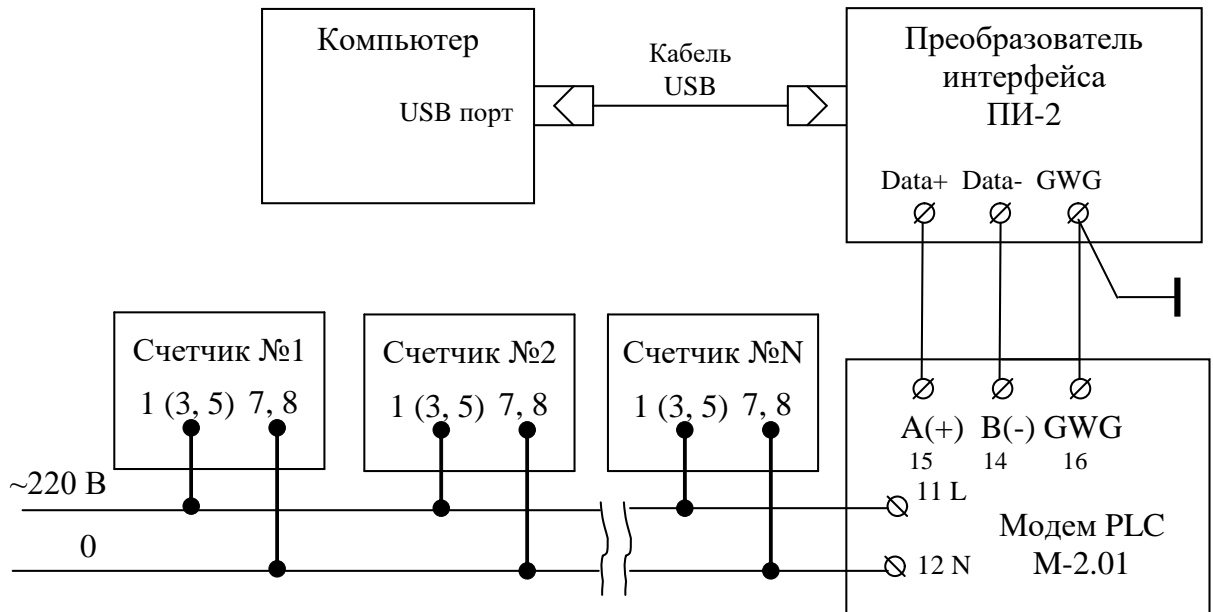 Компьютер
USB порт
Кабель
USB
Преобразователь
интерфейса
ПИ-2
Data+ Data- GWG
Счетчик №1
1 (3, 5) 7, 8
Счетчик №2
1 (3, 5) 7, 8
Счетчик №N
1 (3, 5) 7, 8
~220 В
0
A(+) B(-) GWG
15 14 16
11 L
12 N
Модем PLC
М-2.01